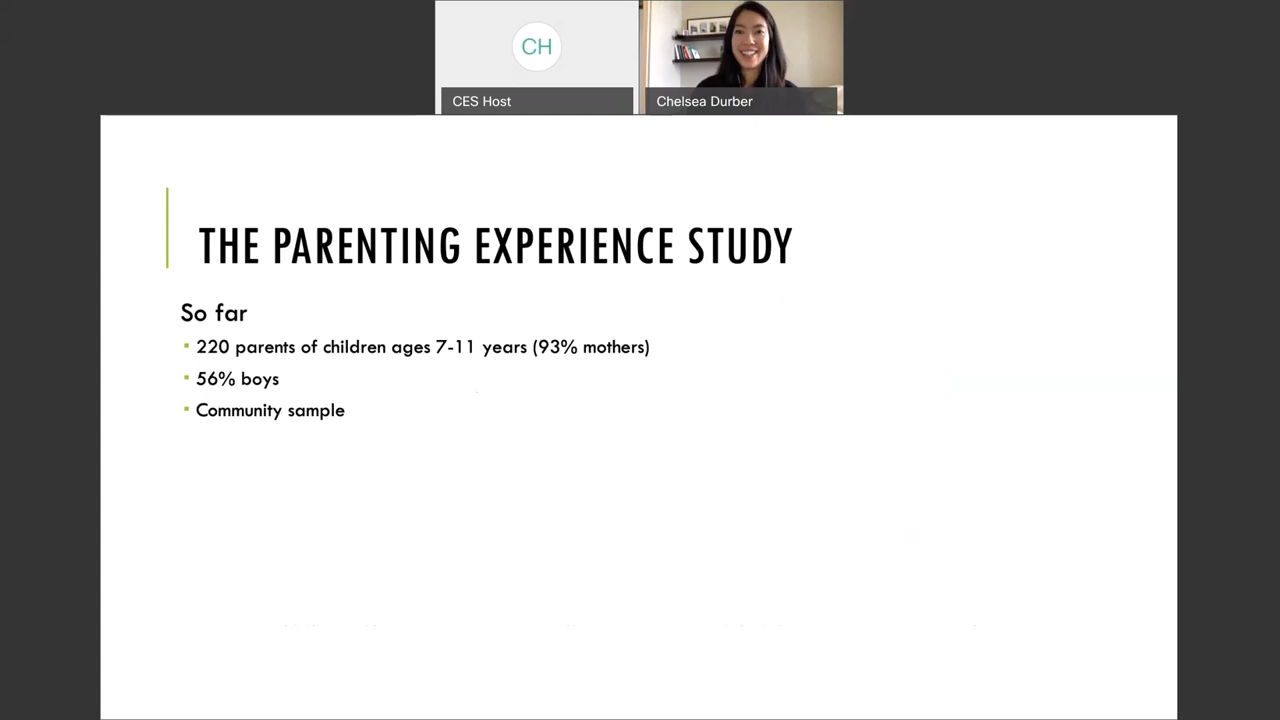 CH
CES Host
Chelsea Durber
THE PARENTING EXPERIENCE STUDY
So far
220 parents of children ages 7-11 years (93% mothers)
56% boys
Community sample